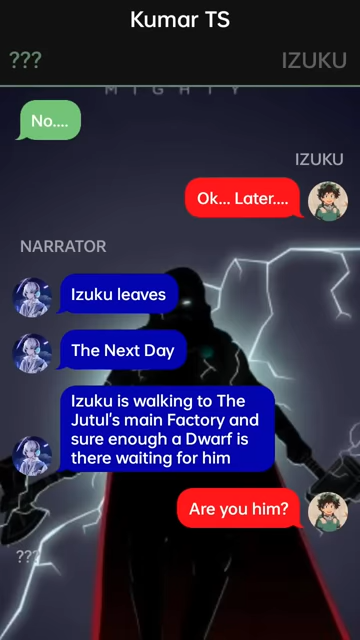 Kumar TS
??? IZUKU
MIGHTY
No....
IZUKU
Ok... Later....
NARRATOR
Izuku leaves
The Next Day
Izuku is walking to The
Jutul's main Factory and
sure enough a Dwarf is
there waiting for him
Are you him?
???